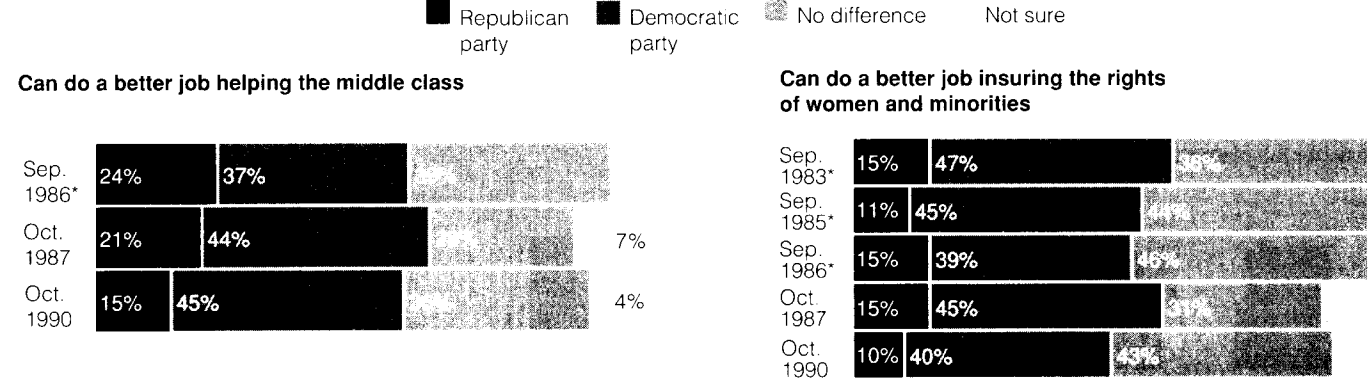 Republican party
Democratic party
No difference
Not sure
Can do a better job helping the middle class
Sep. 1986*
24%
37%
Oct. 1987
21%
44%
7%
Oct. 1990
15%
45%
4%
Can do a better job insuring the rights
of women and minorities
Sep. 1983*
15%
47%
38%
Sep. 1985*
11%
45%
44%
Sep. 1986*
15%
39%
46%
Oct. 1987
15%
45%
31%
Oct. 1990
10%
40%
43%